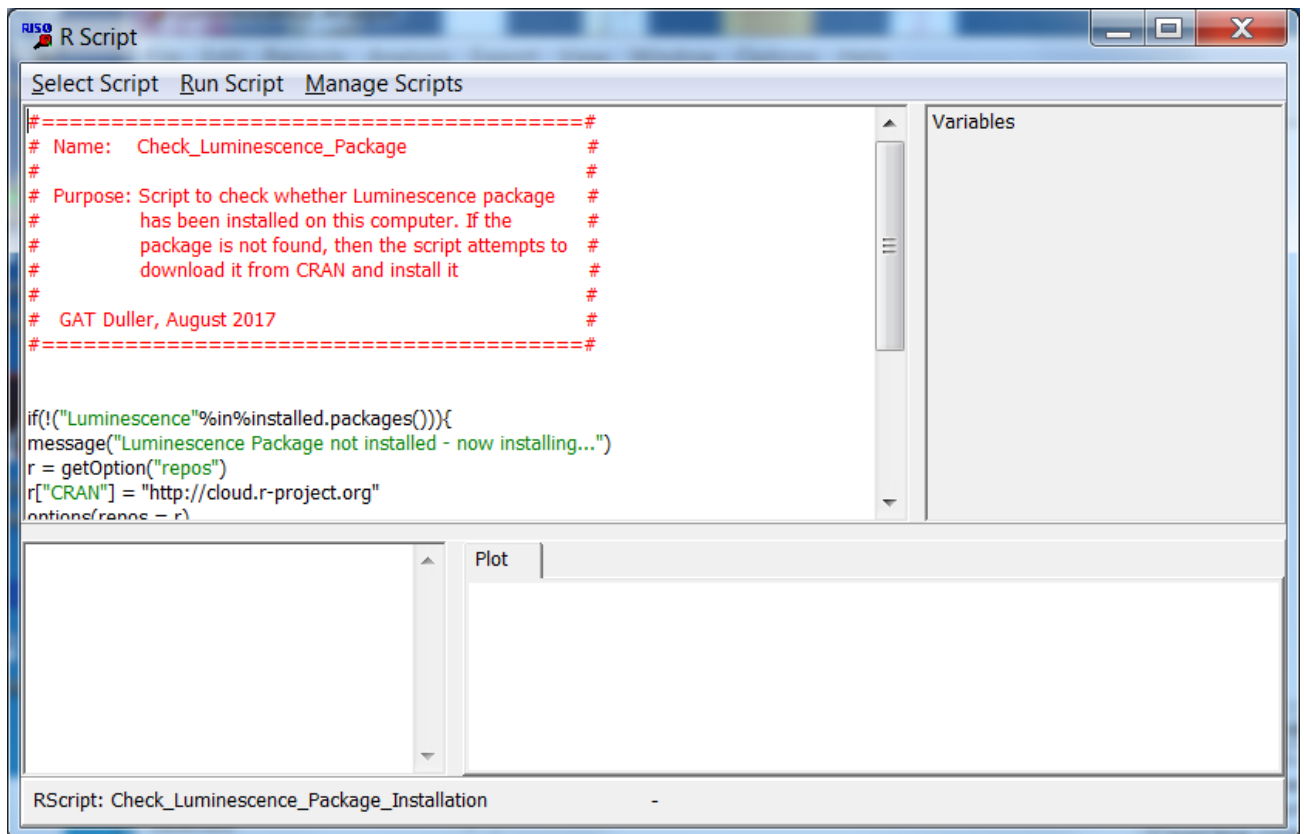 RISØ R Script
Select Script Run Script Manage Scripts
#=======================================#
# Name: Check_Luminescence_Package #
# #
# Purpose: Script to check whether Luminescence package #
# has been installed on this computer. If the #
# package is not found, then the script attempts to #
# download it from CRAN and install it #
# #
# GAT Duller, August 2017 #
#=======================================#
if(!("Luminescence"%in%installed.packages())){
message("Luminescence Package not installed - now installing...")
r = getOption("repos")
r["CRAN"] = "http://cloud.r-project.org"
options(repos = r)
Variables
Plot
RScript: Check_Luminescence_Package_Installation -